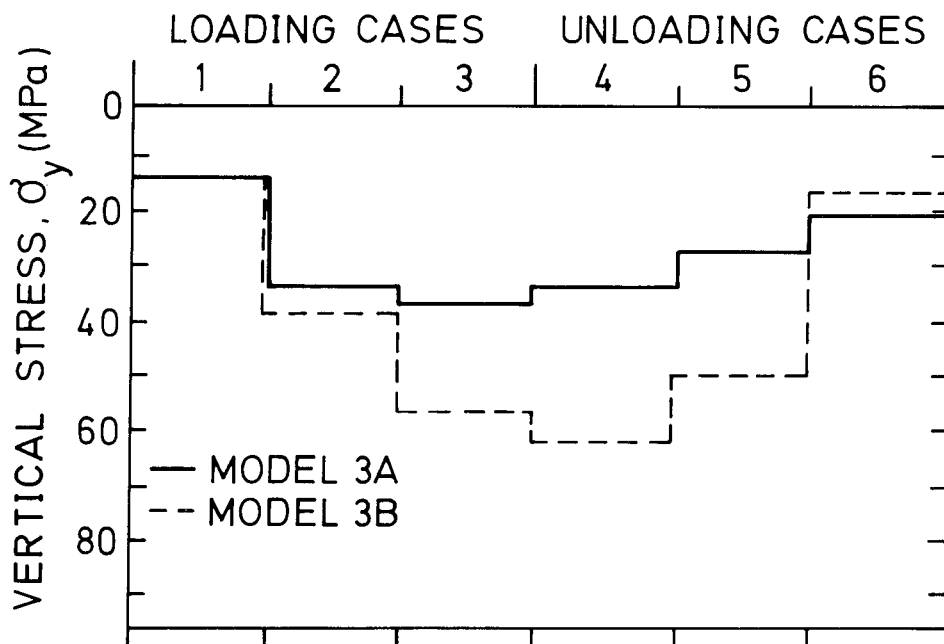 LOADING CASES UNLOADING CASES
1 2 3 4 5 6
VERTICAL STRESS, σy (MPa)
0
20
40
60
80
MODEL 3A
MODEL 3B